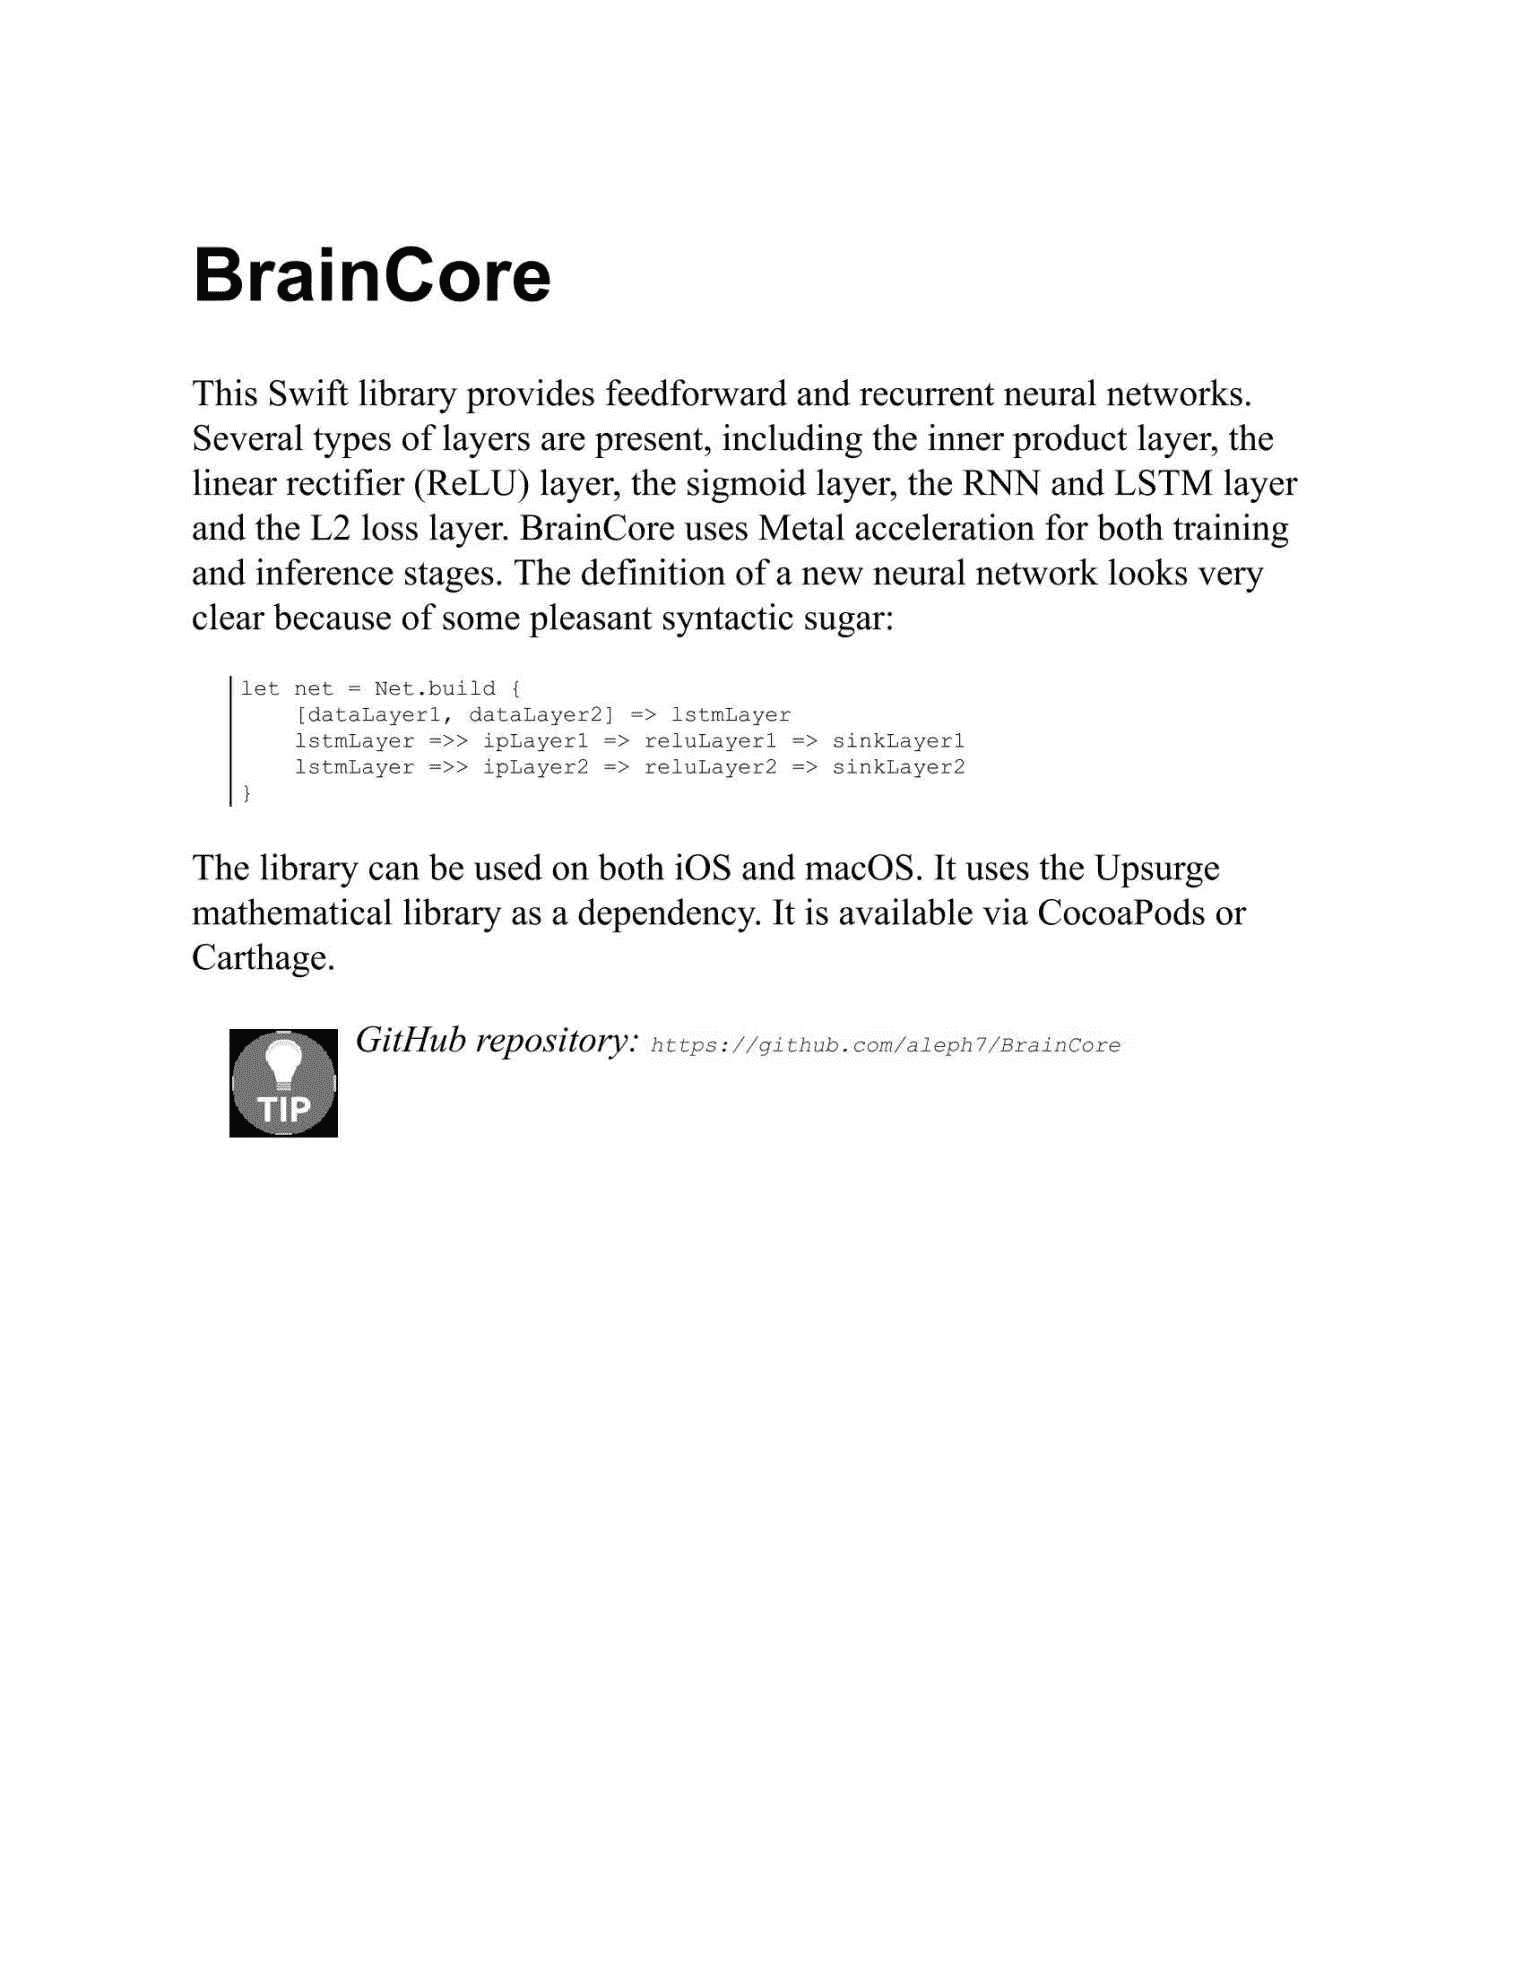 BrainCore
This Swift library provides feedforward and recurrent neural networks.
Several types of layers are present, including the inner product layer, the
linear rectifier (ReLU) layer, the sigmoid layer, the RNN and LSTM layer
and the L2 loss layer. BrainCore uses Metal acceleration for both training
and inference stages. The definition of a new neural network looks very
clear because of some pleasant syntactic sugar:
let net = Net.build {
    [dataLayer1, dataLayer2] => lstmLayer
    lstmLayer =>> ipLayer1 => reluLayer1 => sinkLayer1
    lstmLayer =>> ipLayer2 => reluLayer2 => sinkLayer2
}
The library can be used on both iOS and macOS. It uses the Upsurge
mathematical library as a dependency. It is available via CocoaPods or
Carthage.
GitHub repository: https://github.com/aleph7/BrainCore
TIP